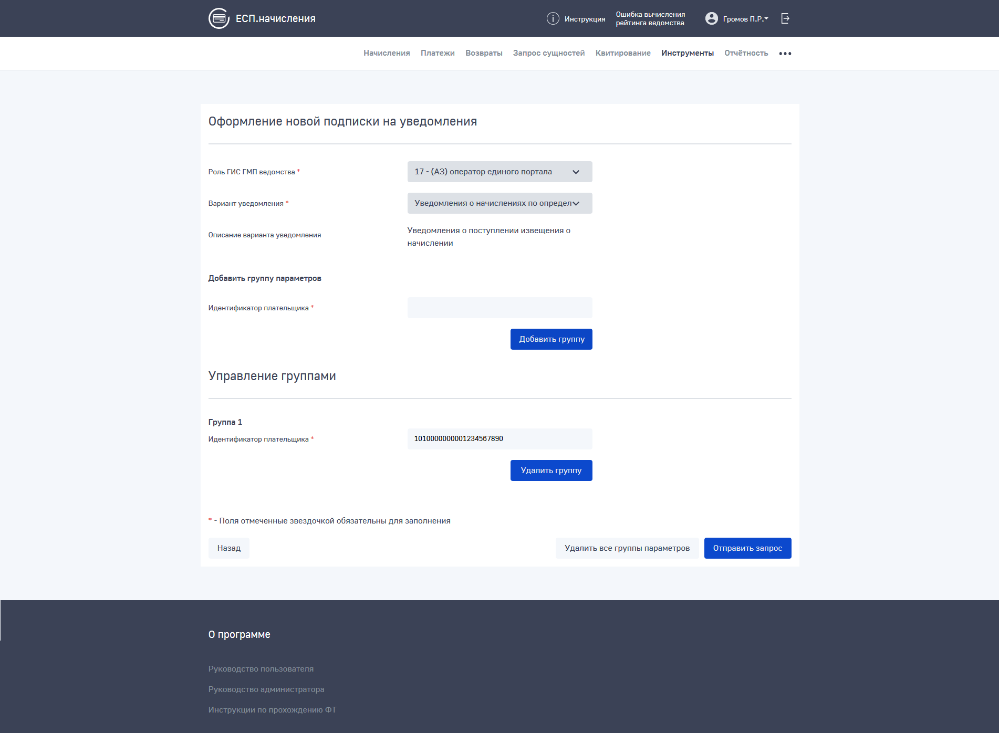 ЕСП.начисления
Инструкция
Ошибка вычисления
рейтинга ведомства
Громов П.Р.
Начисления Платежи Возвраты Запрос сущностей Квитирование Инструменты Отчётность
Оформление новой подписки на уведомления
Роль ГИС ГМП ведомства *
17 - (АЗ) оператор единого портала
Вариант уведомления *
Уведомления о начислениях по определ
Описание варианта уведомления
Уведомления о поступлении извещения о
начислении
Добавить группу параметров
Идентификатор плательщика *
Добавить группу
Управление группами
Группа 1
Идентификатор плательщика *
1010000000001234567890
Удалить группу
* - Поля отмеченные звездочкой обязательны для заполнения
Назад
Удалить все группы параметров
Отправить запрос
О программе
Руководство пользователя
Руководство администратора
Инструкции по прохождению ФТ